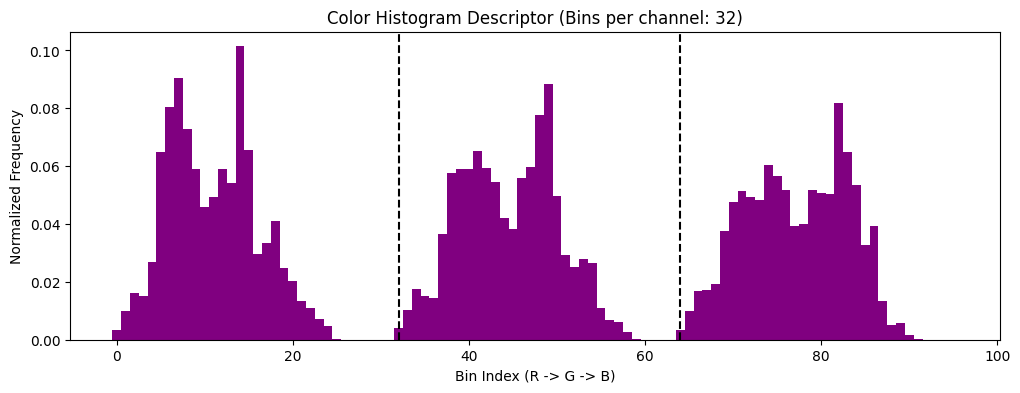 Color Histogram Descriptor (Bins per channel: 32)
Normalized Frequency
0.10
0.08
0.06
0.04
0.02
0.00
0 20 40 60 80 100
Bin Index (R -> G -> B)